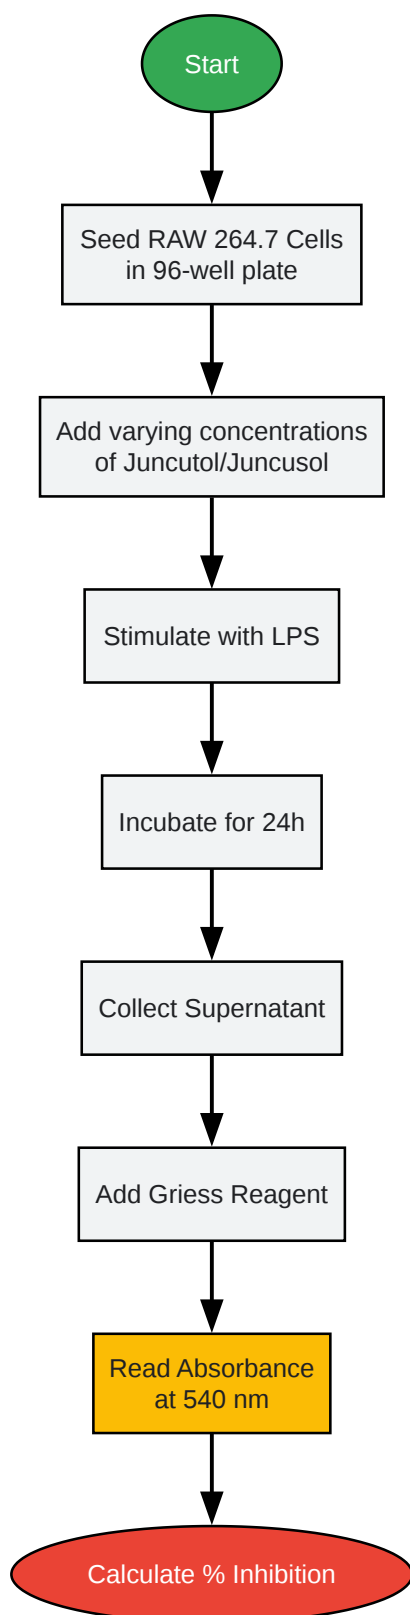 Start
Seed RAW 264.7 Cells
in 96-well plate
Add varying concentrations
of Juncutol/Juncusol
Stimulate with LPS
Incubate for 24h
Collect Supernatant
Add Griess Reagent
Read Absorbance
at 540 nm
Calculate % Inhibition